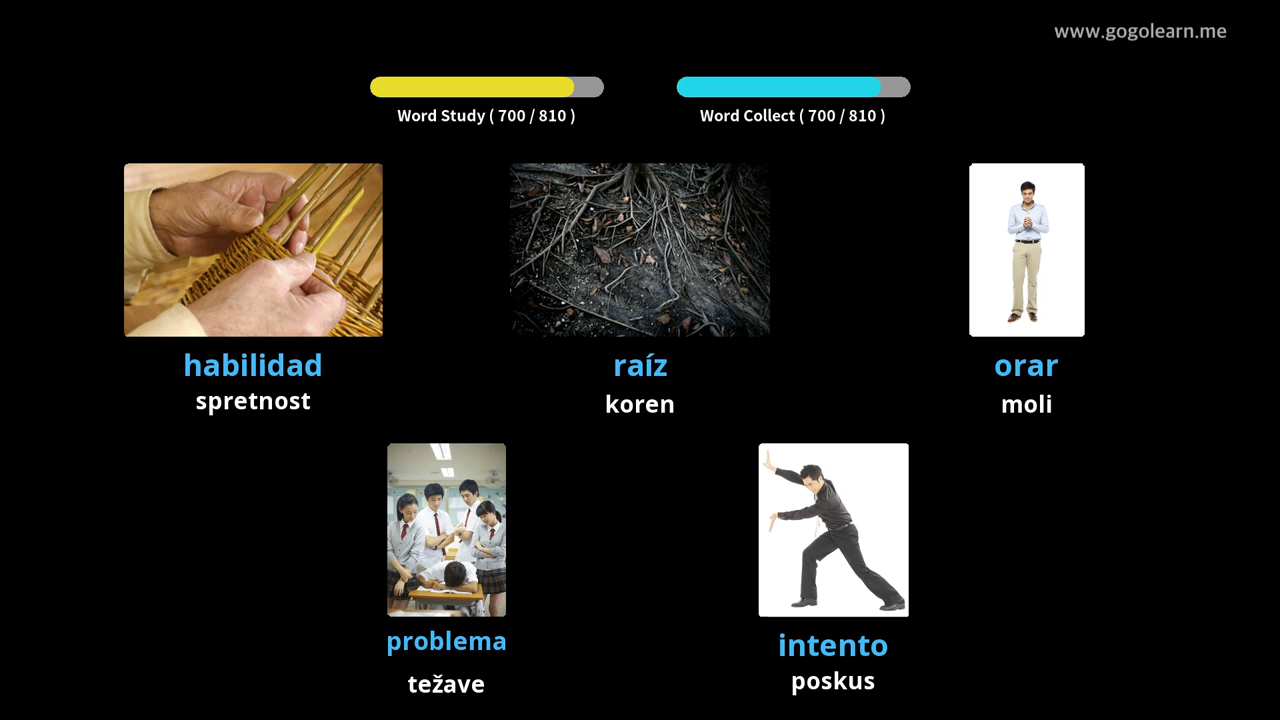 www.gogolearn.me
Word Study ( 700 / 810 )
Word Collect ( 700 / 810 )
habilidad
spretnost
raíz
koren
orar
moli
problema
težave
intento
poskus